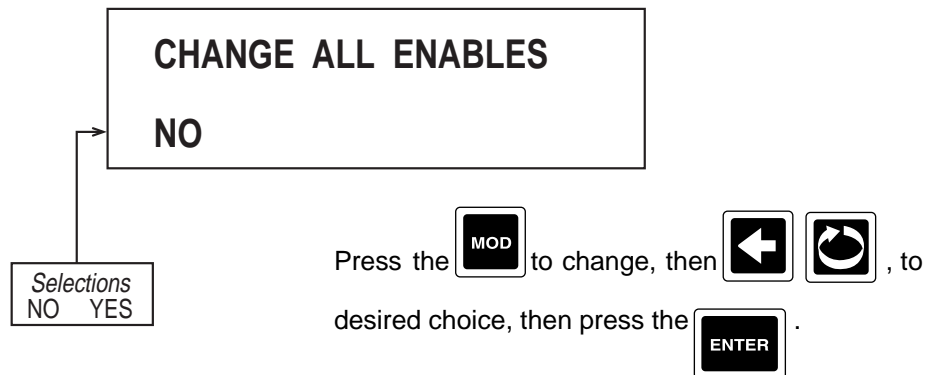 CHANGE ALL ENABLES
NO
Selections
NO YES
Press the MOD to change, then , to
desired choice, then press the ENTER .